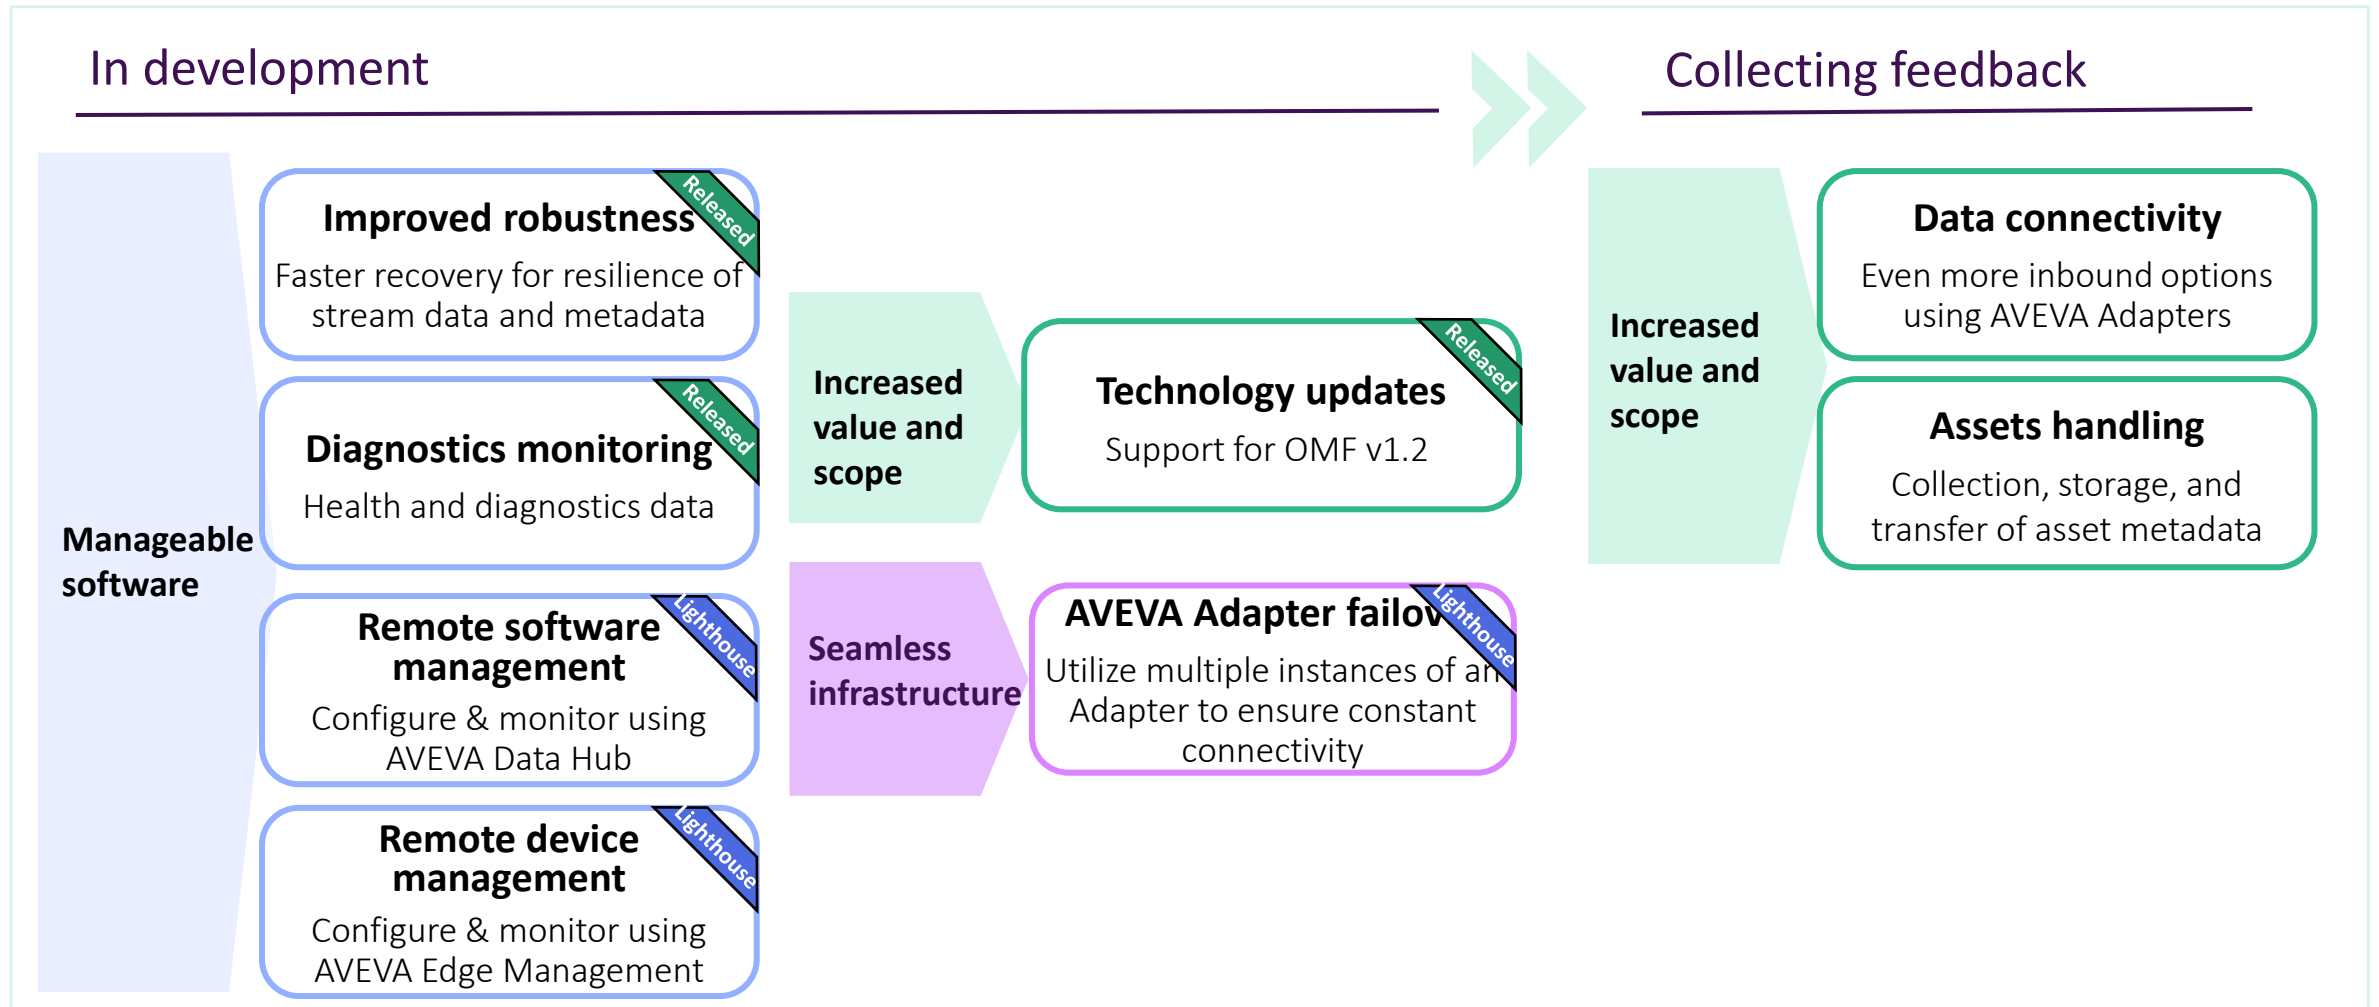 In development
Manageable
software
Improved robustness
Released
Faster recovery for resilience of
stream data and metadata
Diagnostics monitoring
Released
Health and diagnostics data
Remote software
management
Lighthouse
Configure & monitor using
AVEVA Data Hub
Remote device
management
Lighthouse
Configure & monitor using
AVEVA Edge Management
Increased
value and
scope
Technology updates
Released
Support for OMF v1.2
Seamless
infrastructure
AVEVA Adapter failov
Lighthouse
Utilize multiple instances of an
Adapter to ensure constant
connectivity
Collecting feedback
Increased
value and
scope
Data connectivity
Even more inbound options
using AVEVA Adapters
Assets handling
Collection, storage, and
transfer of asset metadata